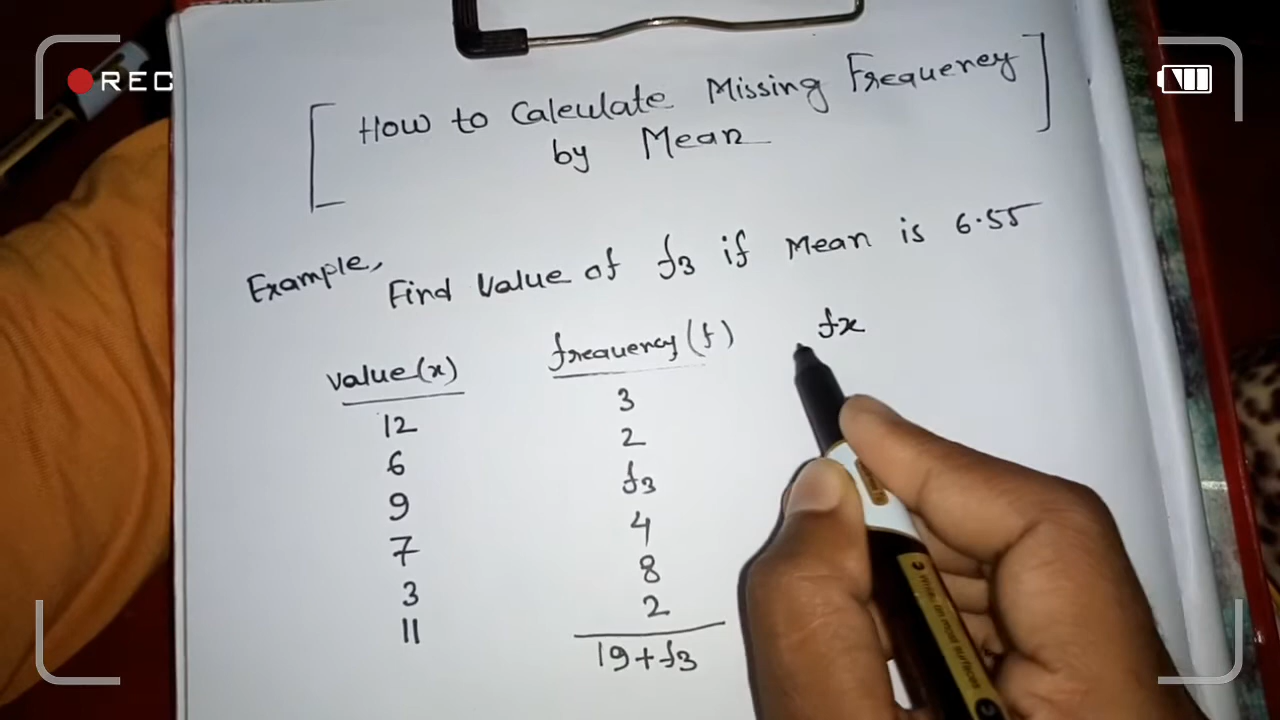 REC
[ How to Calculate Missing Frequency
by Mean ]
Example,
Find Value of f3 if Mean is 6.55
Value(x) frequency(f) fx
12 3
6 2
9 f3
7 4
3 8
11 2
19+f3